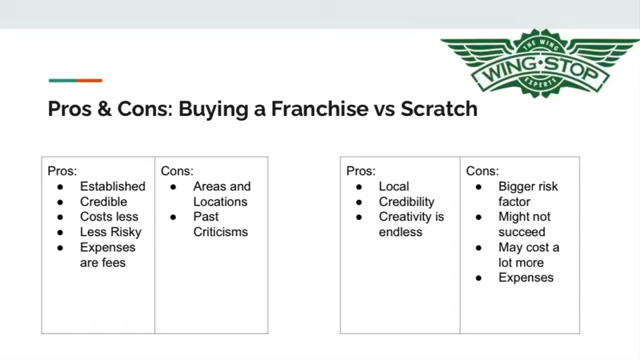 THE WING
WING·STOP
EXPERTS
Pros & Cons: Buying a Franchise vs Scratch
Pros:
● Established
● Credible
● Costs less
● Less Risky
● Expenses
are fees
Cons:
● Areas and
Locations
● Past
Criticisms
Pros:
● Local
● Credibility
● Creativity is
endless
Cons:
● Bigger risk
factor
● Might not
succeed
● May cost a
lot more
● Expenses